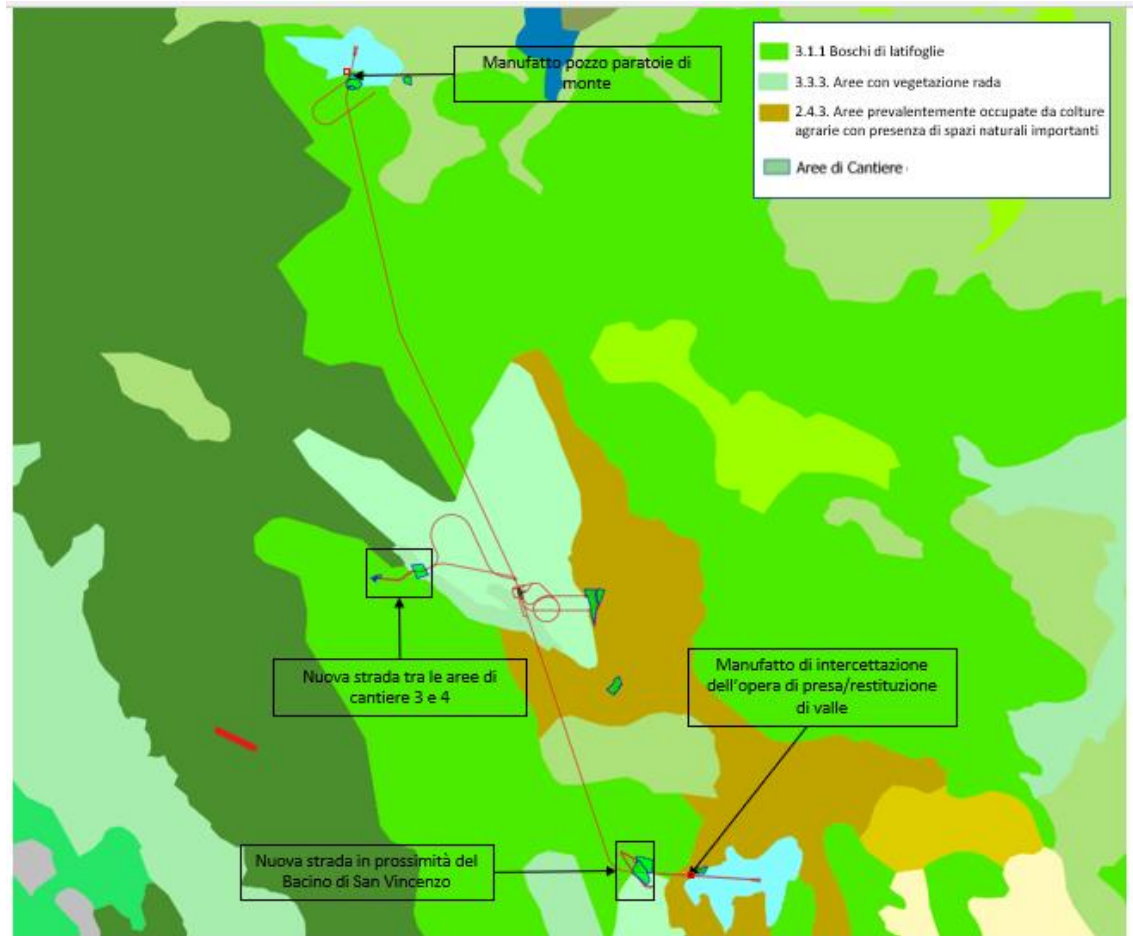 Manufatto pozzo paratoie di
monte
3.1.1 Boschi di latifoglie
3.3.3. Aree con vegetazione rada
2.4.3. Aree prevalentemente occupate da colture
agrarie con presenza di spazi naturali importanti
Aree di Cantiere
Nuova strada tra le aree di
cantiere 3 e 4
Manufatto di intercettazione
dell'opera di presa/restituzione
di valle
Nuova strada in prossimità del
Bacino di San Vincenzo